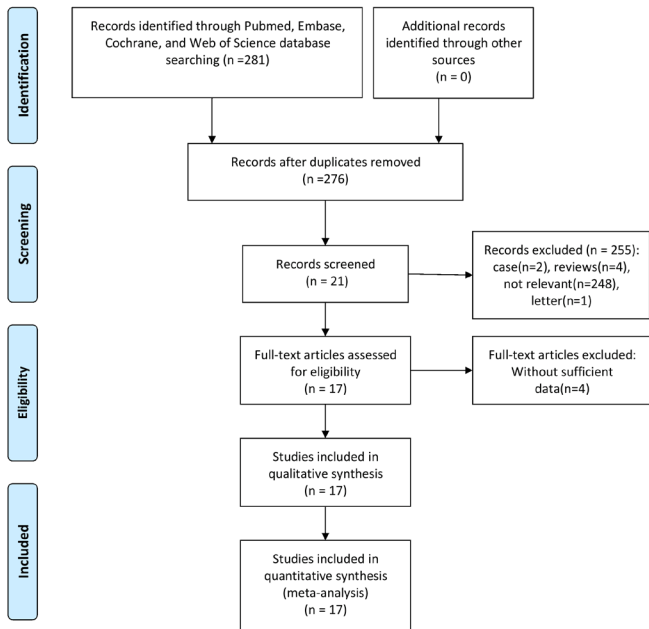 Identification
Records identified through Pubmed, Embase,
Cochrane, and Web of Science database
searching (n =281)
Additional records
identified through other
sources
(n = 0)
Records after duplicates removed
(n =276)
Screening
Records screened
(n = 21)
Records excluded (n = 255):
case(n=2), reviews(n=4),
not relevant(n=248),
letter(n=1)
Eligibility
Full-text articles assessed
for eligibility
(n = 17)
Full-text articles excluded:
Without sufficient
data(n=4)
Studies included in
qualitative synthesis
(n = 17)
Included
Studies included in
quantitative synthesis
(meta-analysis)
(n = 17)